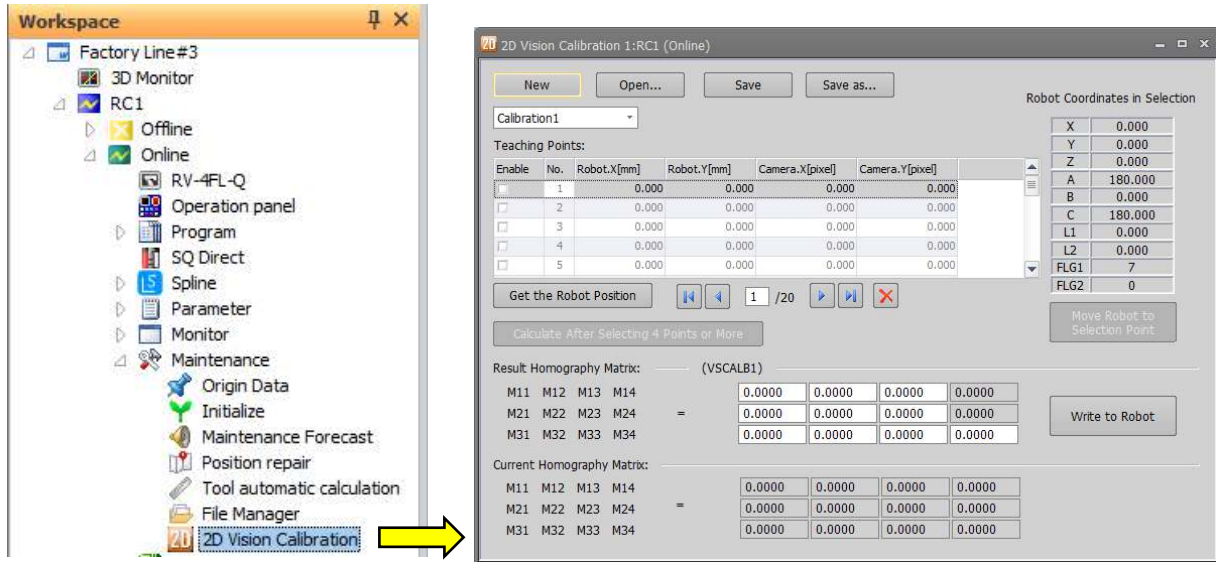 Workspace
Factory Line#3
3D Monitor
RC1
Offline
Online
RV-4FL-Q
Operation panel
Program
SQ Direct
Spline
Parameter
Monitor
Maintenance
Origin Data
Initialize
Maintenance Forecast
Position repair
Tool automatic calculation
File Manager
2D 2D Vision Calibration
2D 2D Vision Calibration 1:RC1 (Online)
New Open... Save Save as...
Calibration1
Teaching Points:
Enable No. Robot.X[mm] Robot.Y[mm] Camera.X[pixel] Camera.Y[pixel]
1 0.000 0.000 0.000 0.000
2 0.000 0.000 0.000 0.000
3 0.000 0.000 0.000 0.000
4 0.000 0.000 0.000 0.000
5 0.000 0.000 0.000 0.000
Get the Robot Position 1 /20
Calculate After Selecting 4 Points or More
Robot Coordinates in Selection
X 0.000
Y 0.000
Z 0.000
A 180.000
B 0.000
C 180.000
L1 0.000
L2 0.000
FLG1 7
FLG2 0
Move Robot to
Selection Point
Result Homography Matrix: (VSCALB1)
M11 M12 M13 M14 0.0000 0.0000 0.0000 0.0000
M21 M22 M23 M24 = 0.0000 0.0000 0.0000 0.0000
M31 M32 M33 M34 0.0000 0.0000 0.0000 0.0000
Write to Robot
Current Homography Matrix:
M11 M12 M13 M14 0.0000 0.0000 0.0000 0.0000
M21 M22 M23 M24 = 0.0000 0.0000 0.0000 0.0000
M31 M32 M33 M34 0.0000 0.0000 0.0000 0.0000